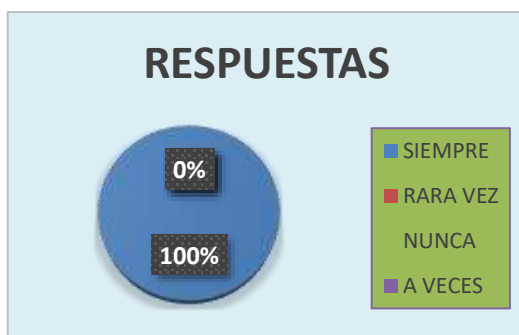 RESPUESTAS
0%
100%
SIEMPRE
RARA VEZ
NUNCA
A VECES